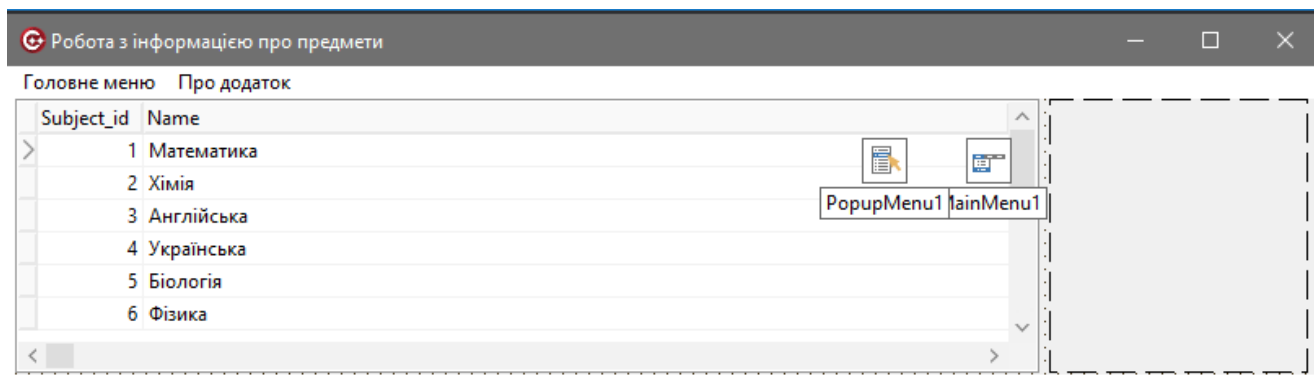 Робота з інформацією про предмети
Головне меню Про додаток
Subject_id Name
1 Математика
2 Хімія
3 Англійська
4 Українська
5 Біологія
6 Фізика
PopupMenu1 MainMenu1